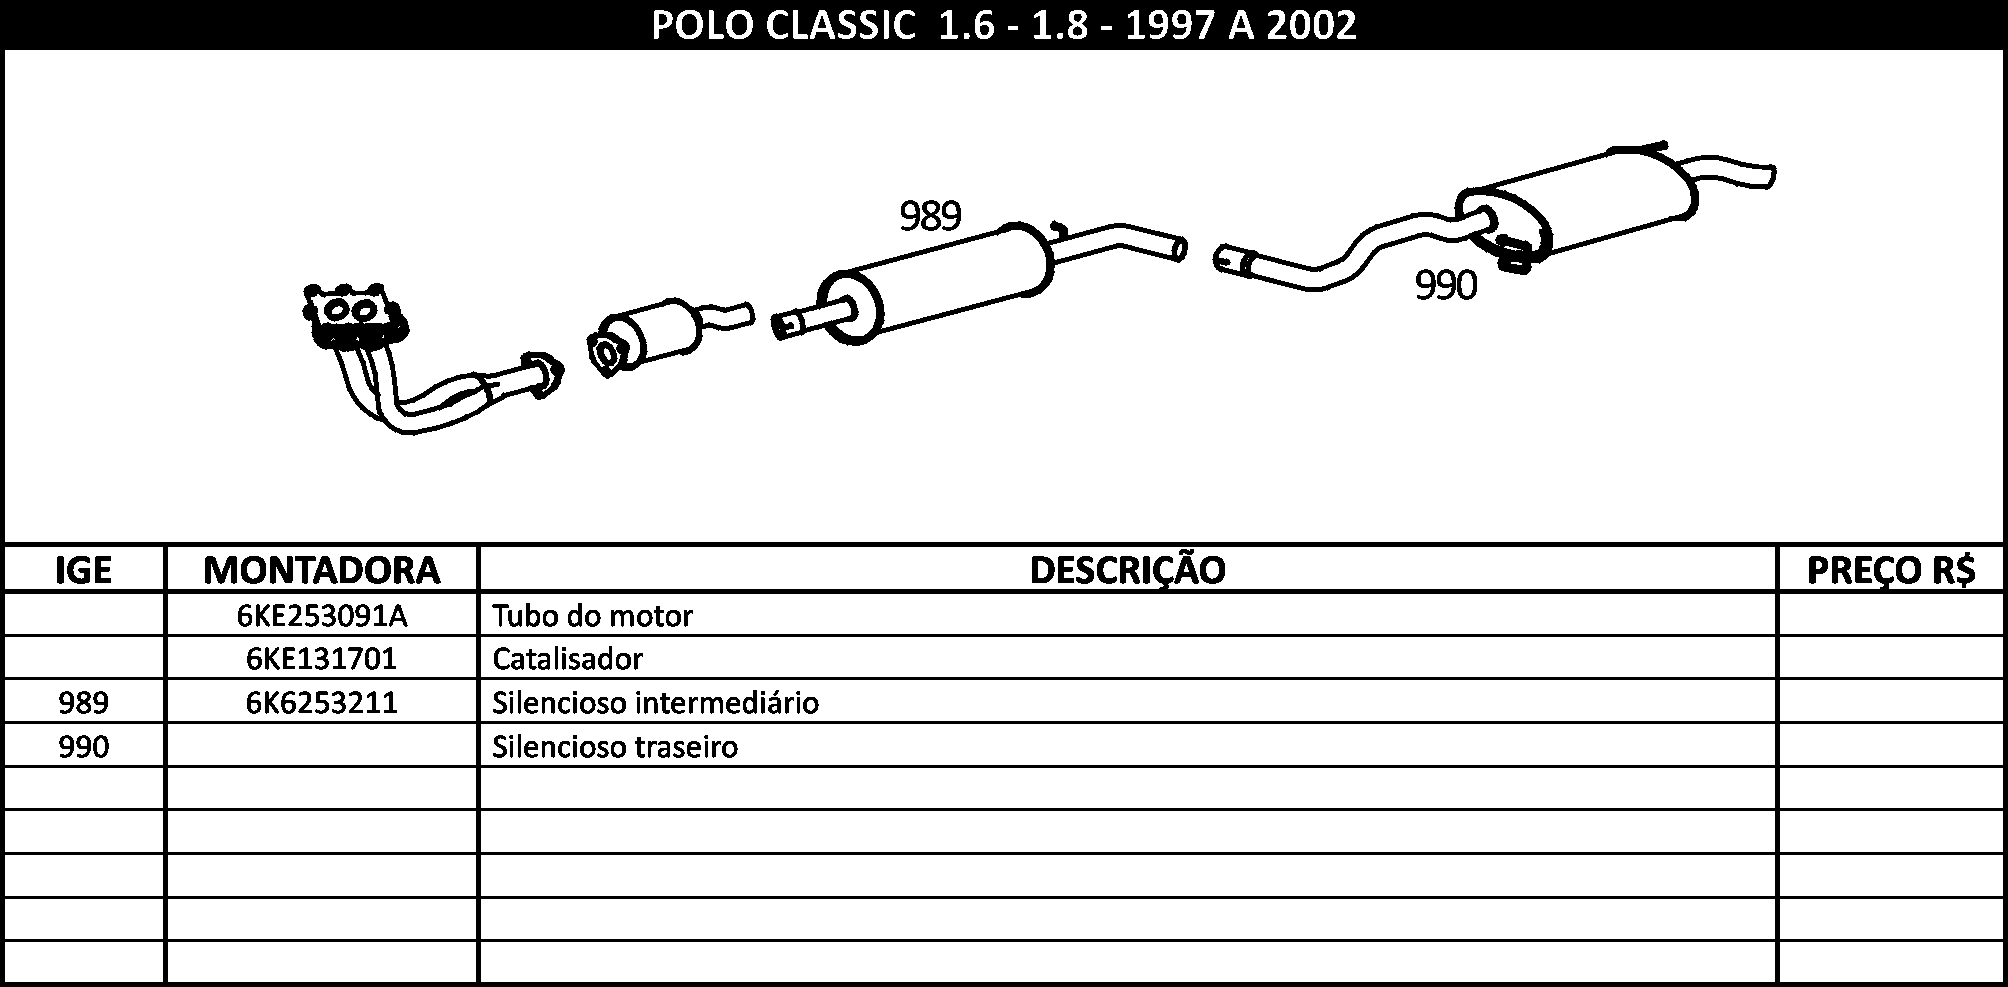 POLO CLASSIC 1.6 - 1.8 - 1997 A 2002
989
990
IGE MONTADORA DESCRIÇÃO PREÇO R$
6KE253091A Tubo do motor
6KE131701 Catalisador
989 6K6253211 Silencioso intermediário
990 Silencioso traseiro